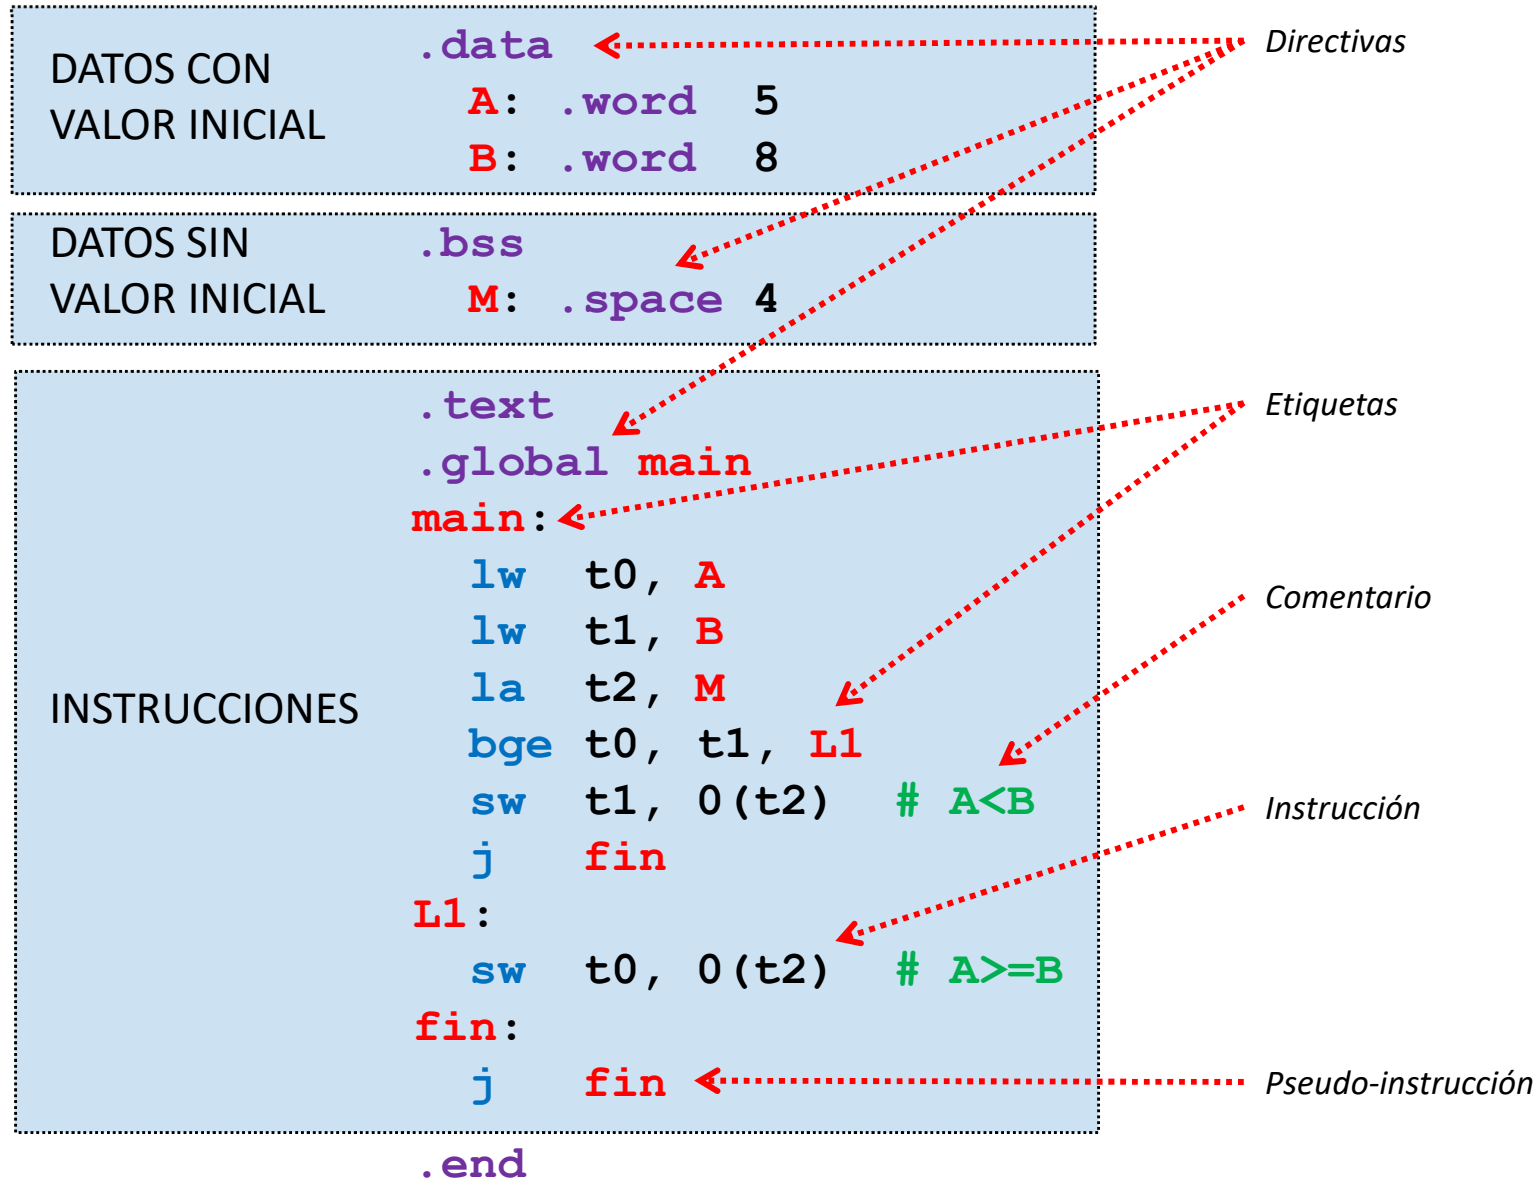 DATOS CON
VALOR INICIAL
.data
A: .word 5
B: .word 8
Directivas
DATOS SIN
VALOR INICIAL
.bss
M: .space 4
INSTRUCCIONES
.text
.global main
main:
lw t0, A
lw t1, B
la t2, M
bge t0, t1, L1
sw t1, 0(t2) # A<B
j fin
L1:
sw t0, 0(t2) # A>=B
fin:
j fin
.end
Etiquetas
Comentario
Instrucción
Pseudo-instrucción